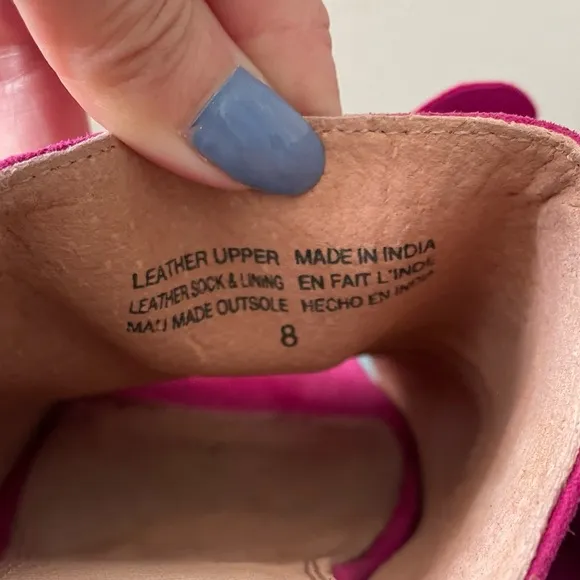 LEATHER UPPER MADE IN INDIA
LEATHER SOCK & LINING EN FAIT L'INDE
MAN MADE OUTSOLE HECHO EN INDIA
8